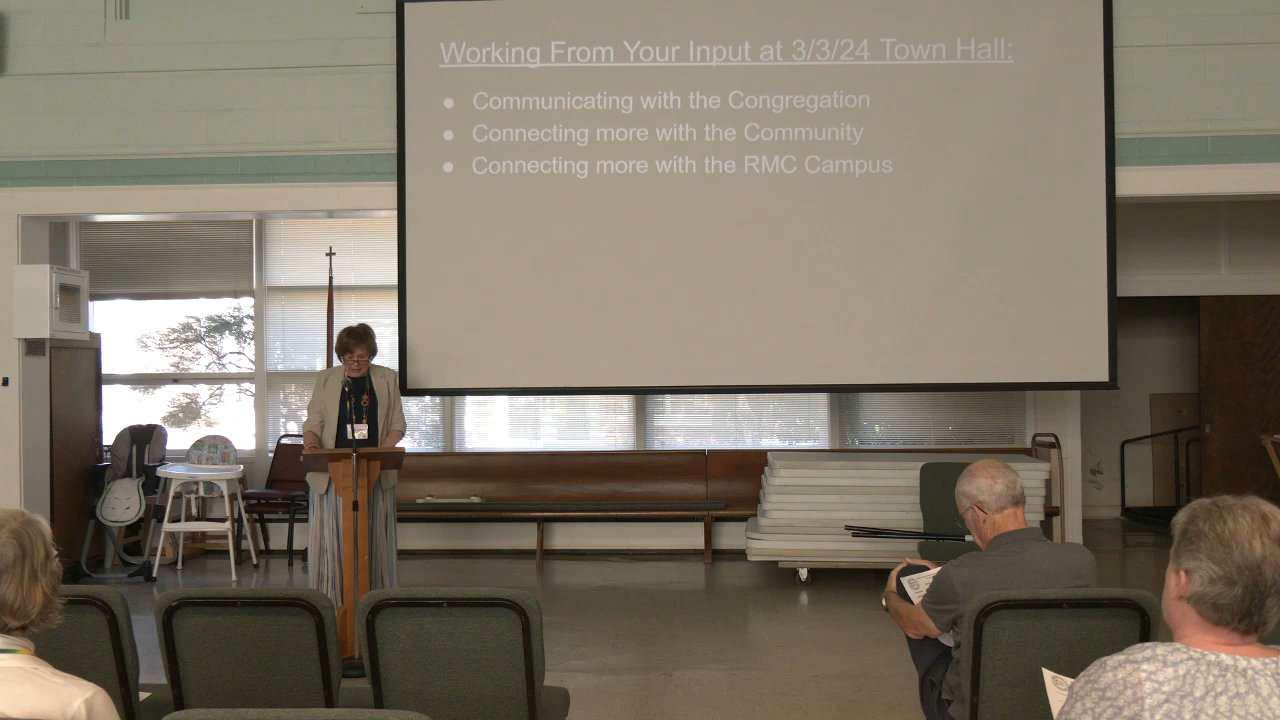 Working From Your Input at 3/3/24 Town Hall:
● Communicating with the Congregation
● Connecting more with the Community
● Connecting more with the RMC Campus